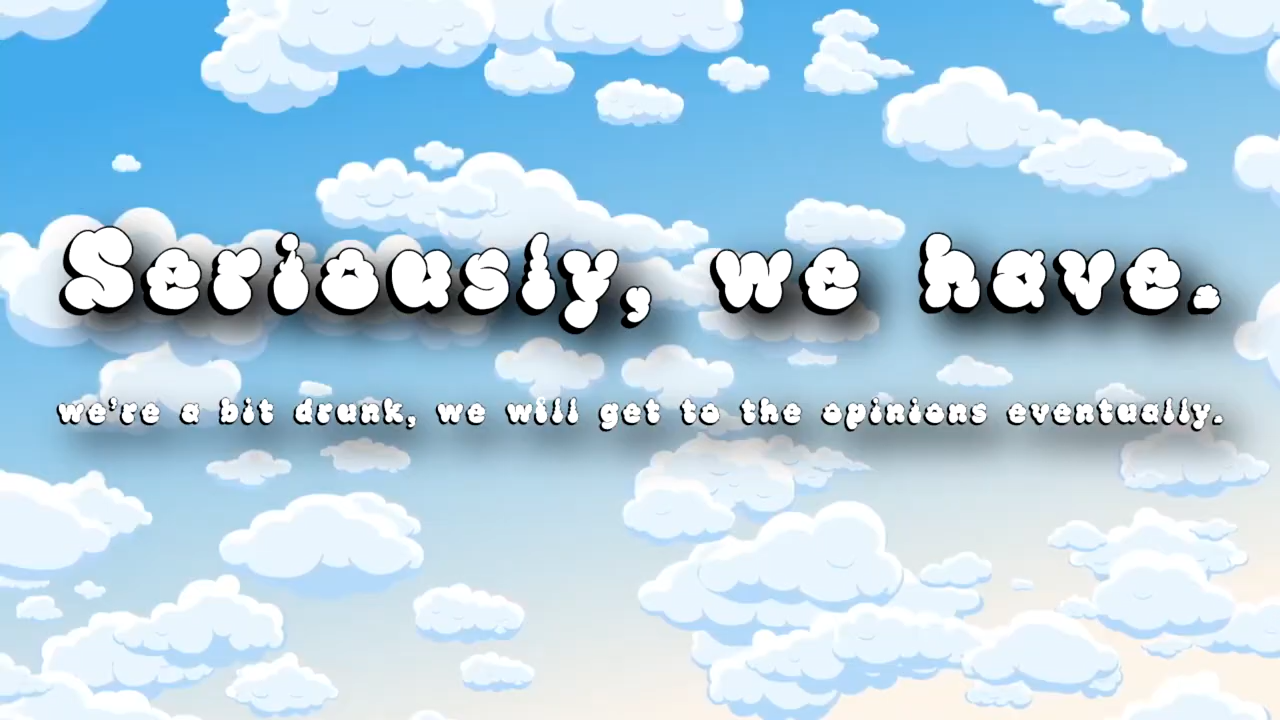 Seriously, we have.
we're a bit drunk, we will get to the opinions eventually.